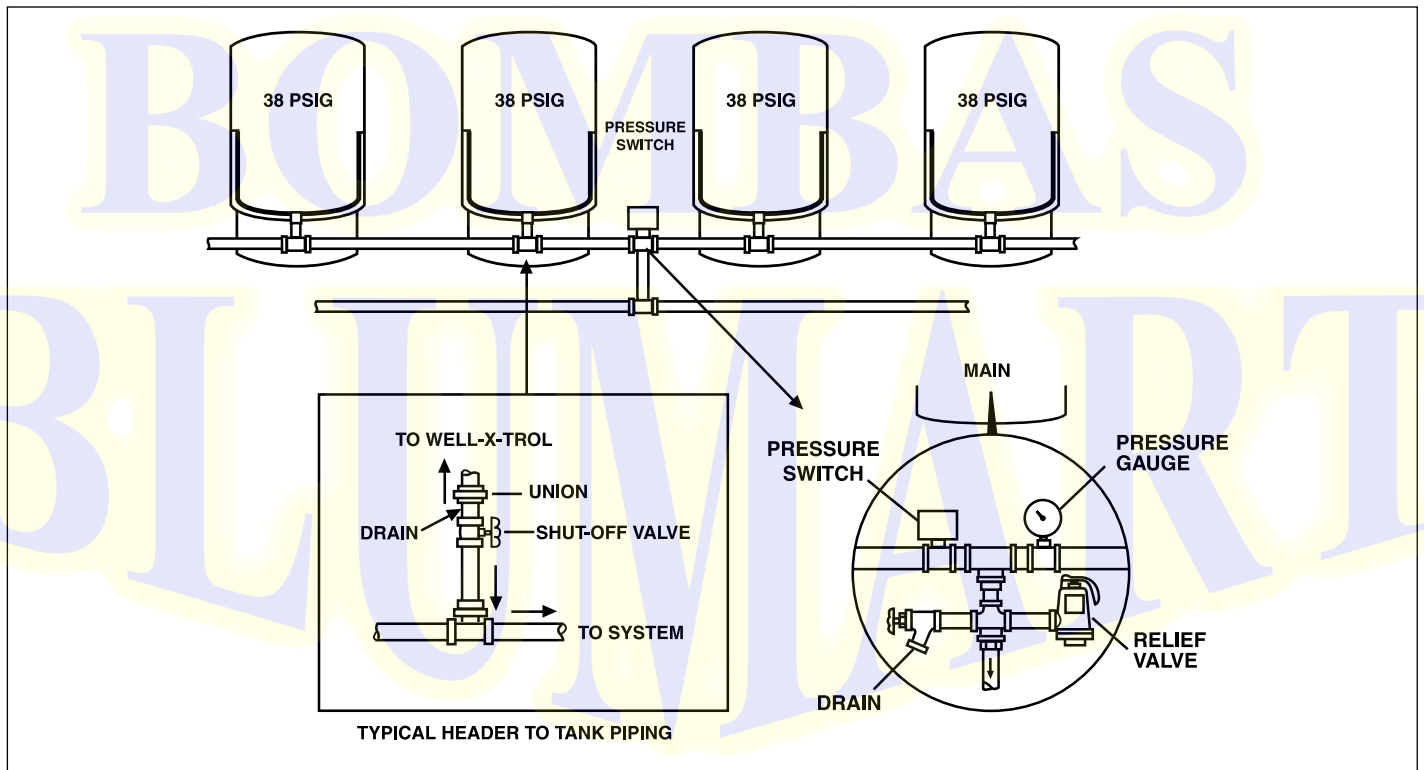 BOMBAS
BLUMART
38 PSIG
38 PSIG
38 PSIG
38 PSIG
PRESSURE
SWITCH
MAIN
TO WELL-X-TROL
UNION
DRAIN
SHUT-OFF VALVE
TO SYSTEM
TYPICAL HEADER TO TANK PIPING
PRESSURE
SWITCH
PRESSURE
GAUGE
RELIEF
VALVE
DRAIN